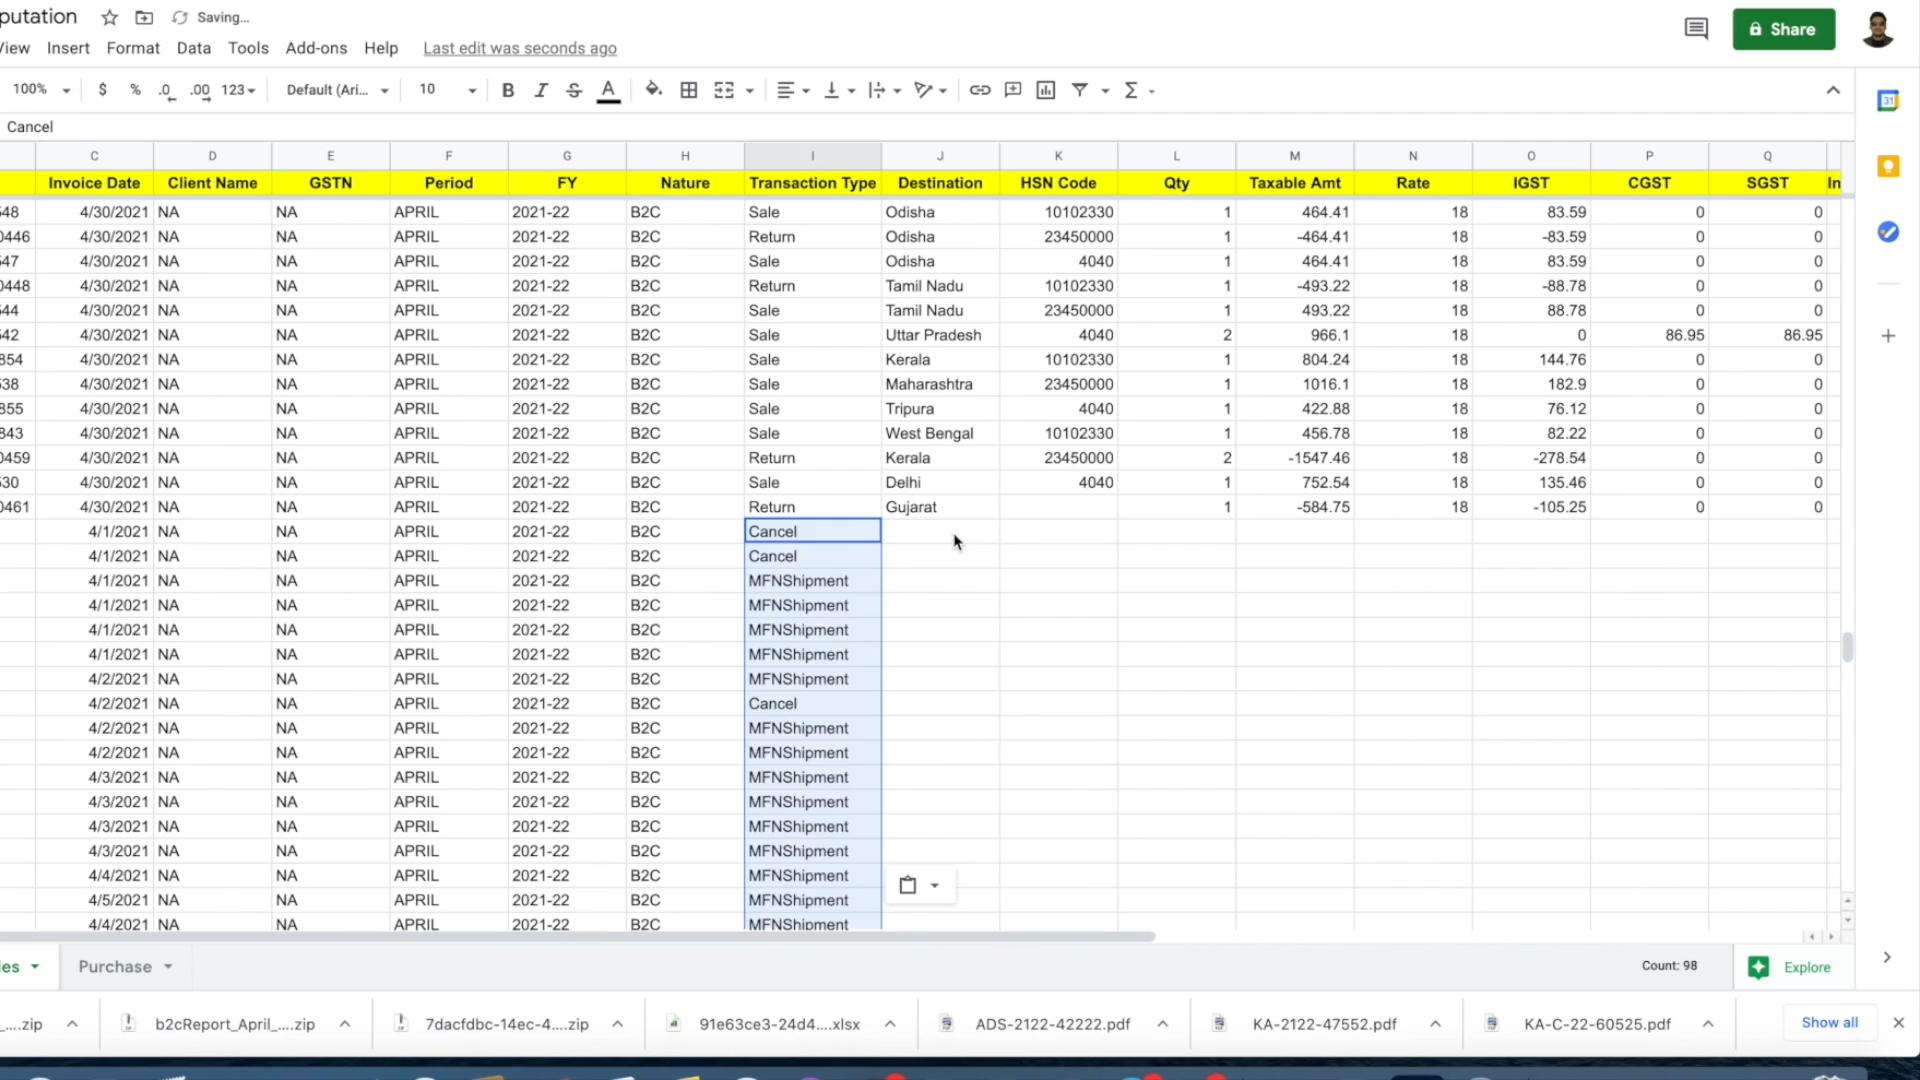 putation Saving...
View Insert Format Data Tools Add-ons Help Last edit was seconds ago Share
100% $ % .0 .00 123 Default (Ari... 10 B I S A
Cancel
C D E F G H I J K L M N O P Q
Invoice Date Client Name GSTN Period FY Nature Transaction Type Destination HSN Code Qty Taxable Amt Rate IGST CGST SGST In
548 4/30/2021 NA NA APRIL 2021-22 B2C Sale Odisha 10102330 1 464.41 18 83.59 0 0
0446 4/30/2021 NA NA APRIL 2021-22 B2C Return Odisha 23450000 1 -464.41 18 -83.59 0 0
547 4/30/2021 NA NA APRIL 2021-22 B2C Sale Odisha 4040 1 464.41 18 83.59 0 0
0448 4/30/2021 NA NA APRIL 2021-22 B2C Return Tamil Nadu 10102330 1 -493.22 18 -88.78 0 0
544 4/30/2021 NA NA APRIL 2021-22 B2C Sale Tamil Nadu 23450000 1 493.22 18 88.78 0 0
542 4/30/2021 NA NA APRIL 2021-22 B2C Sale Uttar Pradesh 4040 2 966.1 18 0 86.95 86.95
854 4/30/2021 NA NA APRIL 2021-22 B2C Sale Kerala 10102330 1 804.24 18 144.76 0 0
538 4/30/2021 NA NA APRIL 2021-22 B2C Sale Maharashtra 23450000 1 1016.1 18 182.9 0 0
855 4/30/2021 NA NA APRIL 2021-22 B2C Sale Tripura 4040 1 422.88 18 76.12 0 0
843 4/30/2021 NA NA APRIL 2021-22 B2C Sale West Bengal 10102330 1 456.78 18 82.22 0 0
0459 4/30/2021 NA NA APRIL 2021-22 B2C Return Kerala 23450000 2 -1547.46 18 -278.54 0 0
530 4/30/2021 NA NA APRIL 2021-22 B2C Sale Delhi 4040 1 752.54 18 135.46 0 0
0461 4/30/2021 NA NA APRIL 2021-22 B2C Return Gujarat 1 -584.75 18 -105.25 0 0
4/1/2021 NA NA APRIL 2021-22 B2C Cancel
4/1/2021 NA NA APRIL 2021-22 B2C Cancel
4/1/2021 NA NA APRIL 2021-22 B2C MFNShipment
4/1/2021 NA NA APRIL 2021-22 B2C MFNShipment
4/1/2021 NA NA APRIL 2021-22 B2C MFNShipment
4/1/2021 NA NA APRIL 2021-22 B2C MFNShipment
4/2/2021 NA NA APRIL 2021-22 B2C MFNShipment
4/2/2021 NA NA APRIL 2021-22 B2C Cancel
4/2/2021 NA NA APRIL 2021-22 B2C MFNShipment
4/2/2021 NA NA APRIL 2021-22 B2C MFNShipment
4/3/2021 NA NA APRIL 2021-22 B2C MFNShipment
4/3/2021 NA NA APRIL 2021-22 B2C MFNShipment
4/3/2021 NA NA APRIL 2021-22 B2C MFNShipment
4/3/2021 NA NA APRIL 2021-22 B2C MFNShipment
4/4/2021 NA NA APRIL 2021-22 B2C MFNShipment
4/5/2021 NA NA APRIL 2021-22 B2C MFNShipment
4/4/2021 NA NA APRIL 2021-22 B2C MFNShipment
les Purchase Count: 98 Explore
....zip b2cReport_April_....zip 7dacfdbc-14ec-4....zip 91e63ce3-24d4....xlsx ADS-2122-42222.pdf KA-2122-47552.pdf KA-C-22-60525.pdf Show all